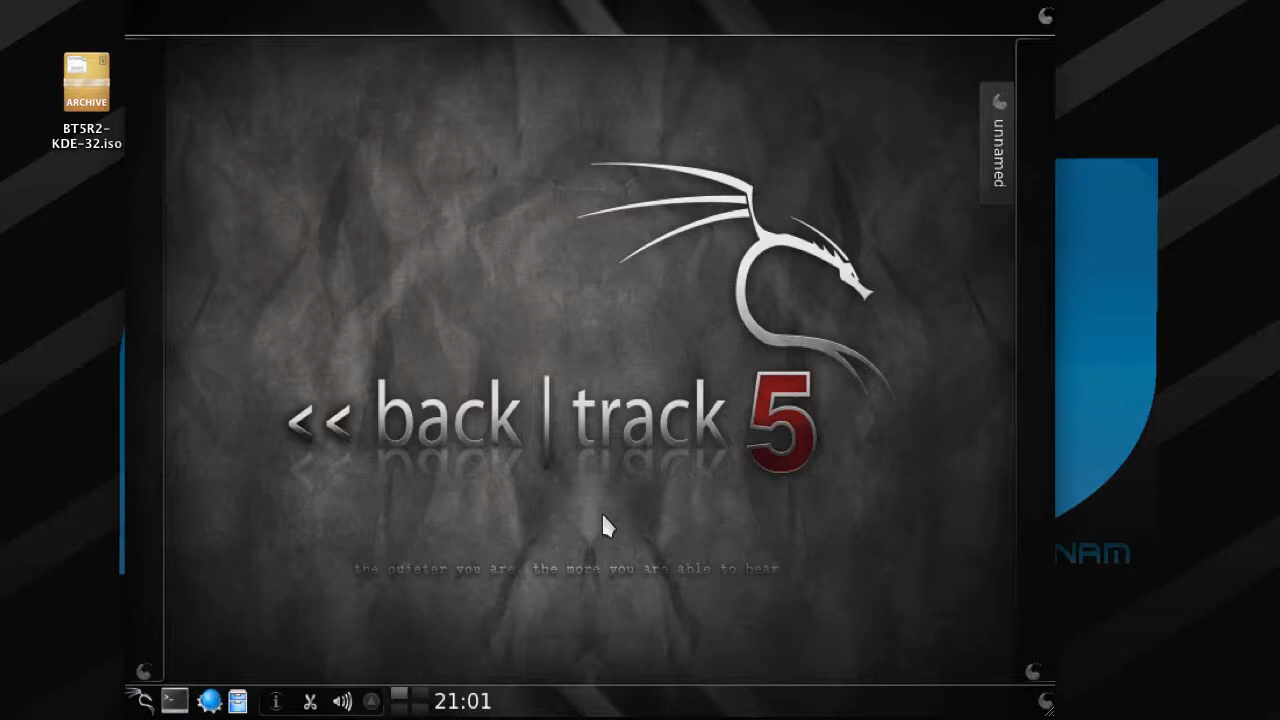 ARCHIVE
BT5R2-
KDE-32.iso
unnamed
<< back | track 5
the quieter you are, the more you are able to hear
NAM
21:01